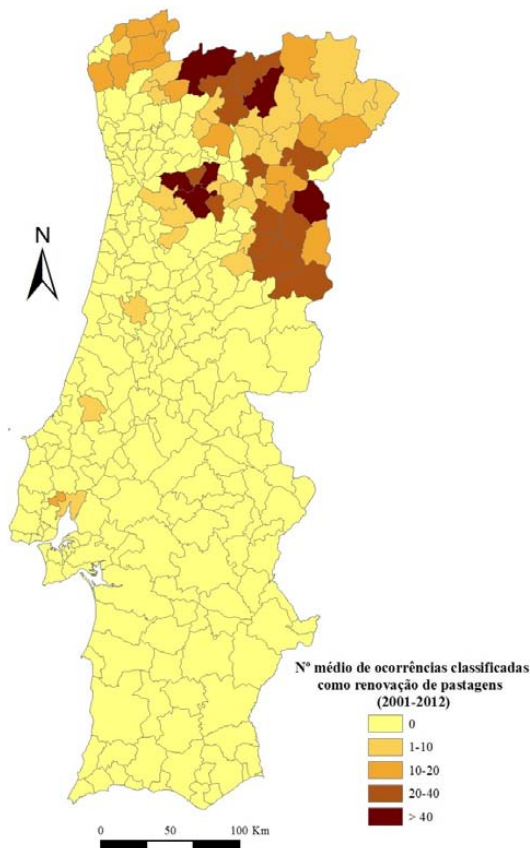 N
Nº médio de ocorrências classificadas
como renovação de pastagens
(2001-2012)
0
1-10
10-20
20-40
> 40
0 50 100 Km